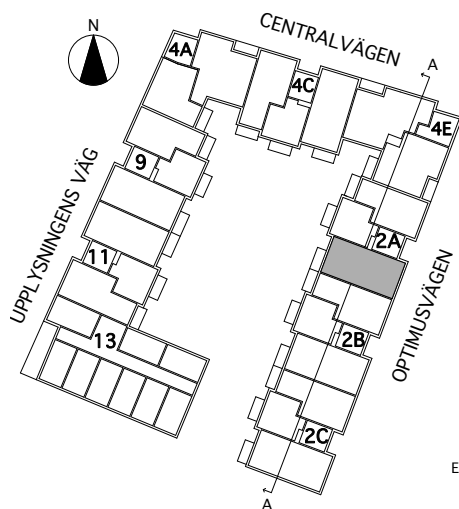 CENTRALVÄGEN
N
A
4A
4C
4E
9
UPPLYSNINGENS VÄG
2A
11
OPTIMUSVÄGEN
13
2B
2C
E
A